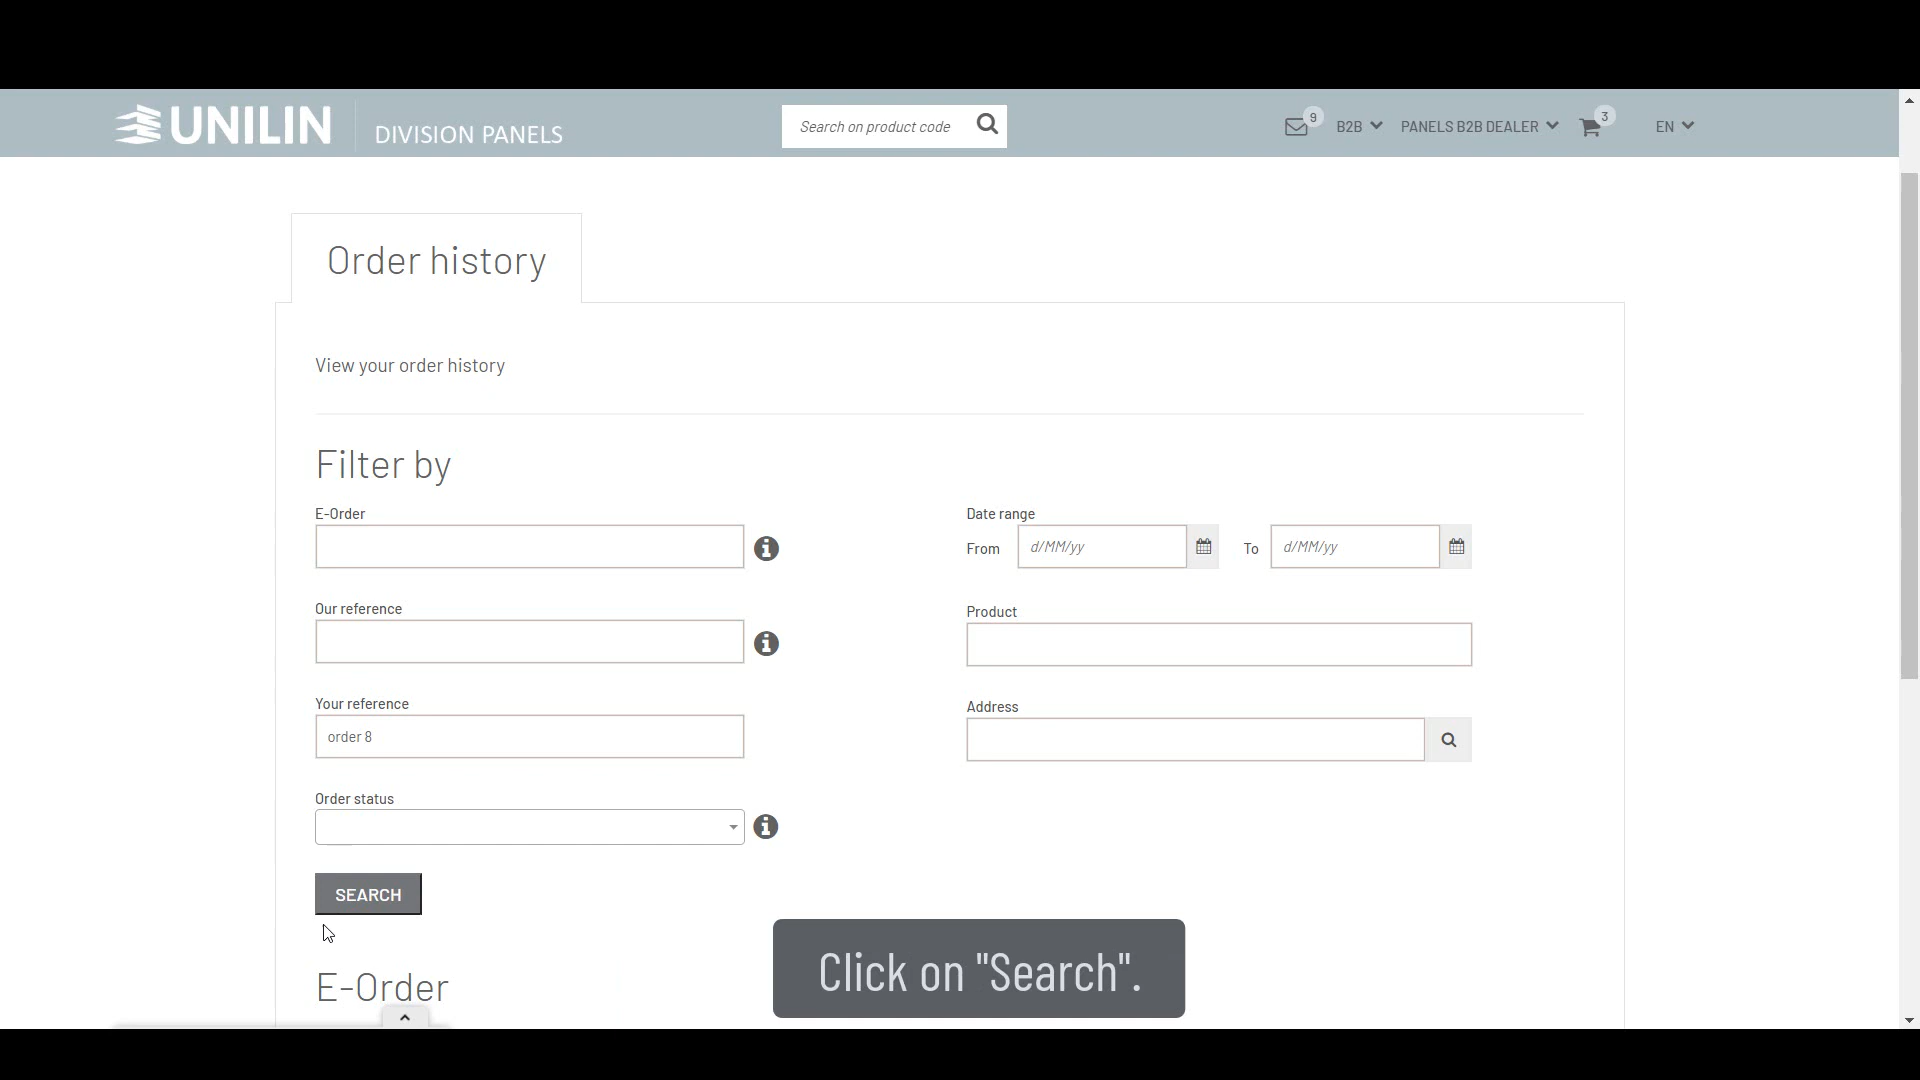 UNILIN DIVISION PANELS
Search on product code
9
B2B
PANELS B2B DEALER
3
EN
Order history
View your order history
Filter by
E-Order
Date range
From d/MM/yy To d/MM/yy
Our reference
Product
Your reference
order 8
Address
Order status
SEARCH
Click on "Search".
E-Order